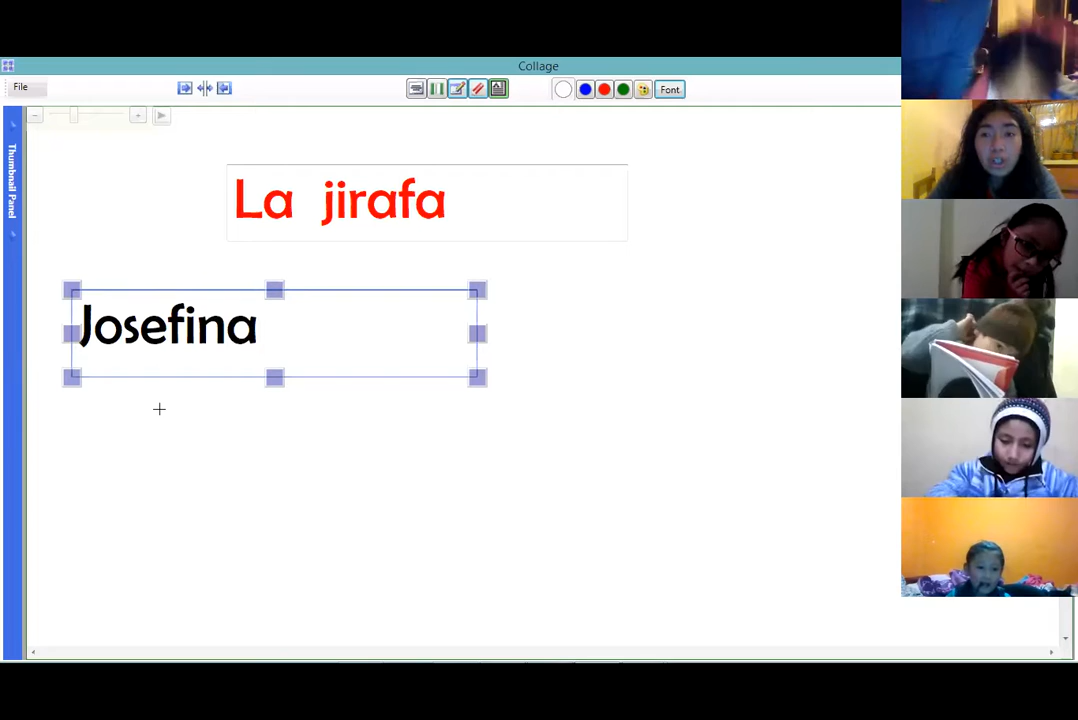 Collage
File
Font
Thumbnail Panel
La jirafa
Josefina